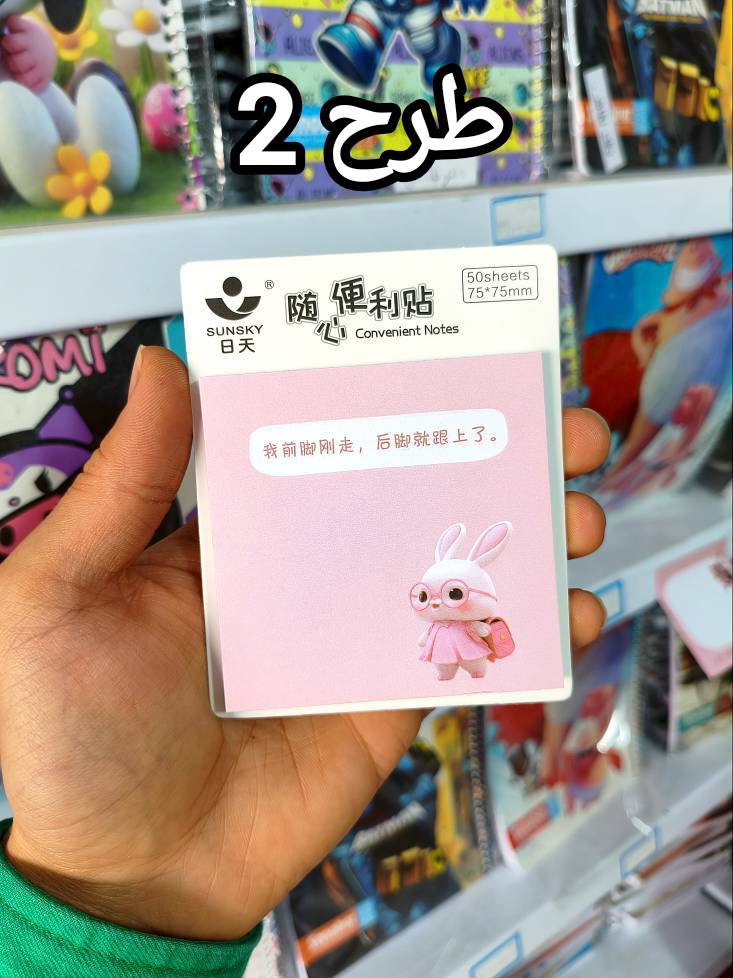 طرح 2
SUNSKY
日天
®
随心便利贴
Convenient Notes
50sheets
75*75mm
我前脚刚走，后脚就跟上了。
BATMAN